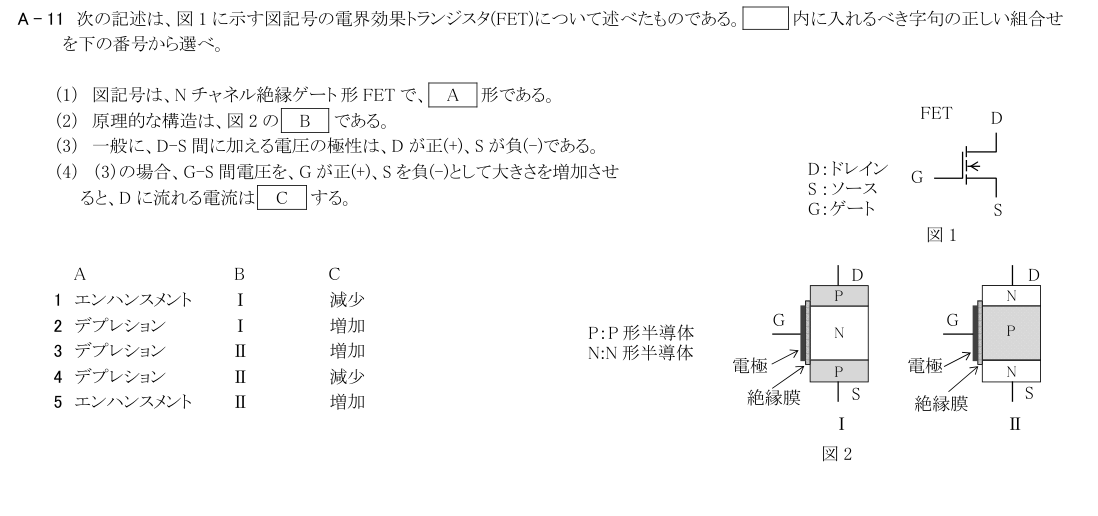 A－11 次の記述は、図１に示す図記号の電界効果トランジスタ(FET)について述べたものである。 内に入れるべき字句の正しい組合せ
を下の番号から選べ。
(1) 図記号は、N チャネル絶縁ゲート形 FET で、 A 形である。
(2) 原理的な構造は、図２の B である。
(3) 一般に、D-S 間に加える電圧の極性は、D が正(+)、S が負(-)である。
(4) (3)の場合、G-S 間電圧を、G が正(+)、S を負(-)として大きさを増加させ
ると、D に流れる電流は C する。
FET
D
D：ドレイン
S：ソース
G：ゲート
G
S
図１
A B C
1 エンハンスメント Ⅰ 減少
2 デプレション Ⅰ 増加
3 デプレション Ⅱ 増加
4 デプレション Ⅱ 減少
5 エンハンスメント Ⅱ 増加
P：P 形半導体
N：N 形半導体
D
P
G
N
電極
P
絶縁膜
S
Ⅰ
D
N
G
P
電極
N
絶縁膜
S
Ⅱ
図２